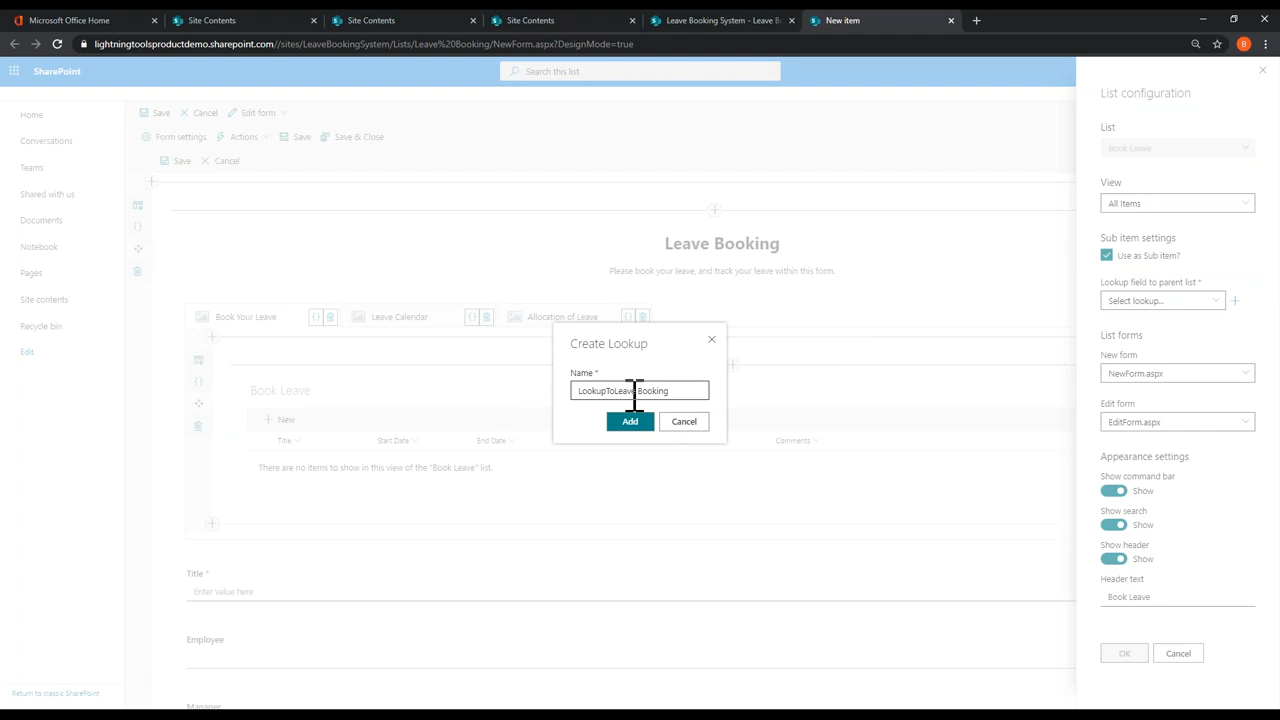 Microsoft Office Home
Site Contents
Site Contents
Site Contents
Leave Booking System - Leave B
New item
B
lightningtoolsproductdemo.sharepoint.com//sites/LeaveBookingSystem/Lists/Leave%20Booking/NewForm.aspx?DesignMode=true
SharePoint
Search this list
Home
Conversations
Teams
Shared with us
Documents
Notebook
Pages
Site contents
Recycle bin
Edit
Return to classic SharePoint
Save Cancel Edit form
Form settings Actions Save Save & Close
Save Cancel
Leave Booking
Please book your leave, and track your leave within this form.
Book Your Leave Leave Calendar Allocation of Leave
Book Leave
New
Title Start Date End Date Comments
There are no items to show in this view of the "Book Leave" list.
Title *
Enter value here
Employee
Manager
Create Lookup
Name *
LookupToLeave Booking
Add Cancel
List configuration
List
Book Leave
View
All Items
Sub item settings
Use as Sub item?
Lookup field to parent list *
Select lookup...
List forms
New form
NewForm.aspx
Edit form
EditForm.aspx
Appearance settings
Show command bar
Show
Show search
Show
Show header
Show
Header text
Book Leave
OK Cancel